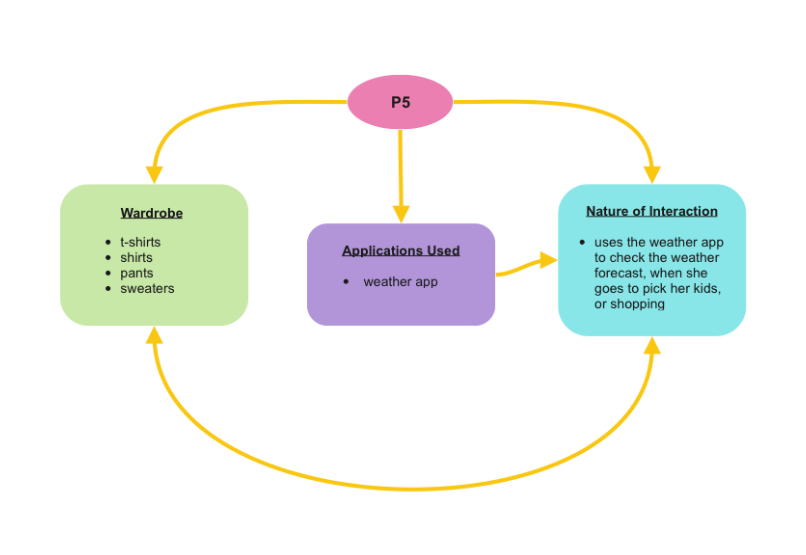 P5
Wardrobe
• t-shirts
• shirts
• pants
• sweaters
Applications Used
• weather app
Nature of Interaction
• uses the weather app
to check the weather
forecast, when she
goes to pick her kids,
or shopping